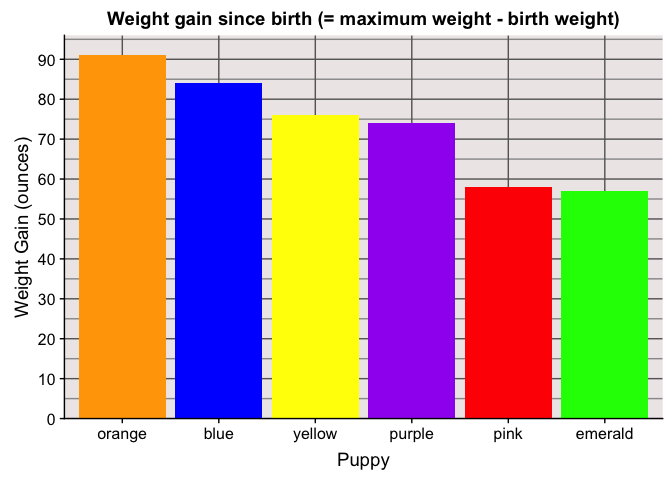 Weight gain since birth (= maximum weight - birth weight)
Weight Gain (ounces)
90
80
70
60
50
40
30
20
10
0
orange blue yellow purple pink emerald
Puppy